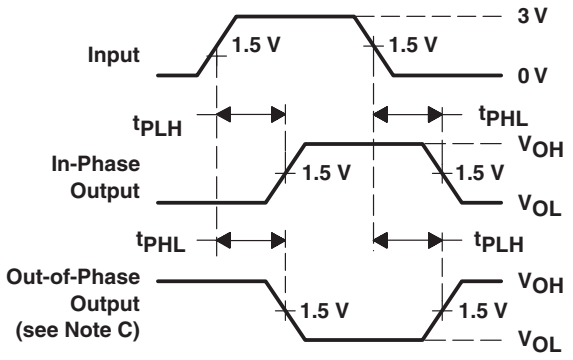 3 V
Input
1.5 V
1.5 V
0 V
tPLH
tPHL
VOH
In-Phase
Output
1.5 V
1.5 V
VOL
tPHL
tPLH
Out-of-Phase
Output
(see Note C)
VOH
1.5 V
1.5 V
VOL